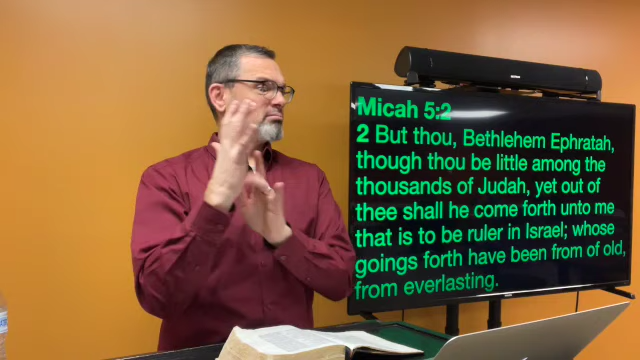 Micah 5:2
2 But thou, Bethlehem Ephratah,
though thou be little among the
thousands of Judah, yet out of
thee shall he come forth unto me
that is to be ruler in Israel; whose
goings forth have been from of old,
from everlasting.